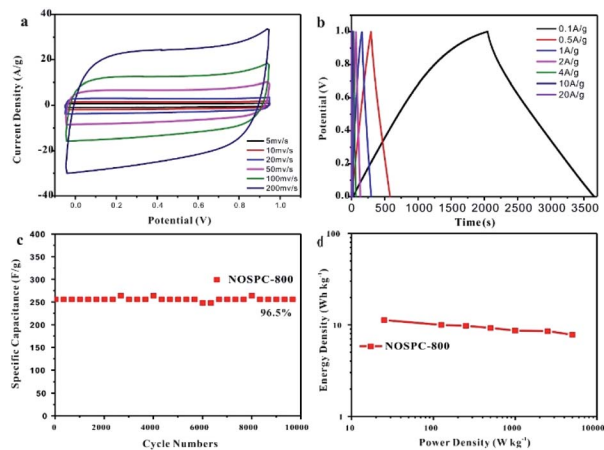 a
Current Density (A/g)
40
20
0
-20
-40
0.0
0.2
0.4
0.6
0.8
1.0
Potential (V)
5mv/s
10mv/s
20mv/s
50mv/s
100mv/s
200mv/s
b
Potential (V)
1.0
0.8
0.6
0.4
0.2
0.0
0
500
1000
1500
2000
2500
3000
3500
Time(s)
0.1A/g
0.5A/g
1A/g
2A/g
4A/g
10A/g
20A/g
c
Specific Capacitance (F/g)
400
350
300
250
200
150
100
50
0
0
2000
4000
6000
8000
10000
Cycle Numbers
NOSPC-800
96.5%
d
Energy Density (Wh kg⁻¹)
100
10
1
10
100
1000
10000
Power Density (W kg⁻¹)
NOSPC-800